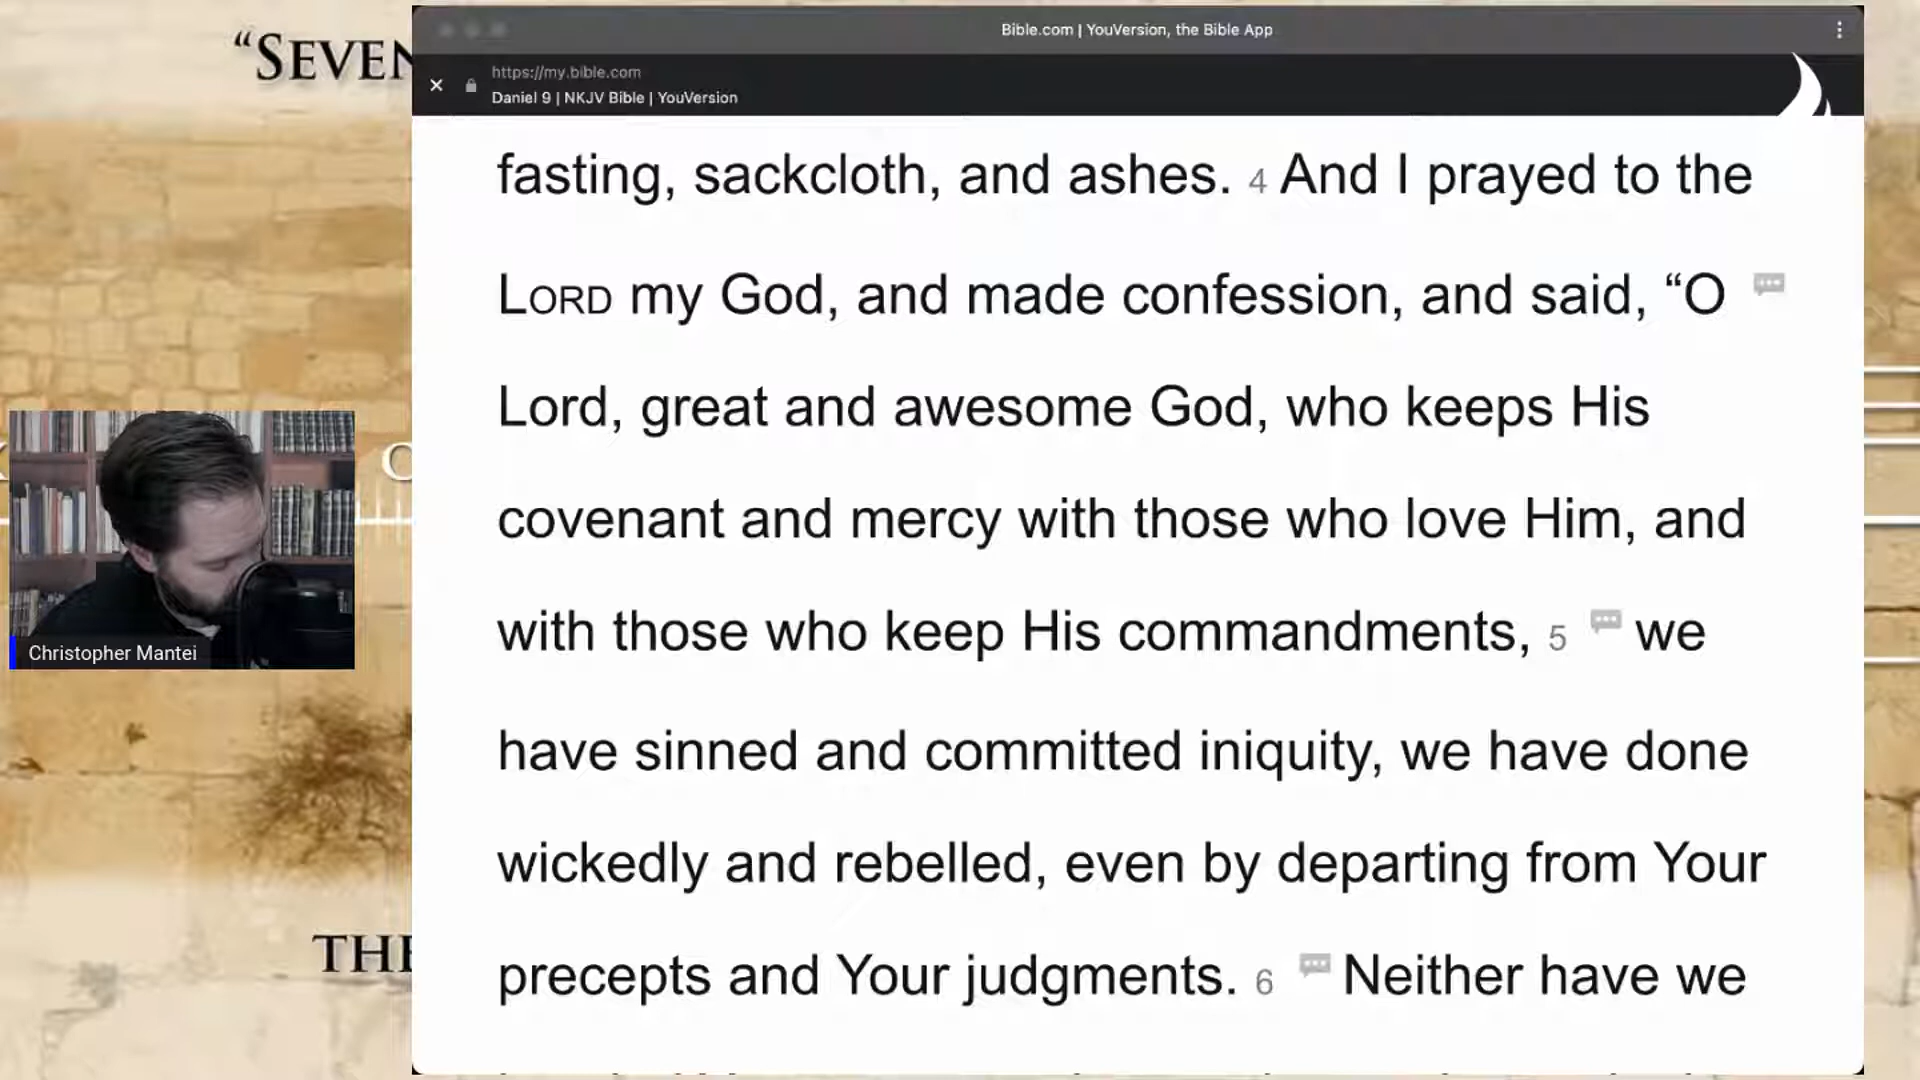 “SEVEN
Bible.com | YouVersion, the Bible App
https://my.bible.com
Daniel 9 | NKJV Bible | YouVersion
fasting, sackcloth, and ashes. 4 And I prayed to the
LORD my God, and made confession, and said, “O
Lord, great and awesome God, who keeps His
covenant and mercy with those who love Him, and
with those who keep His commandments, 5 we
have sinned and committed iniquity, we have done
wickedly and rebelled, even by departing from Your
precepts and Your judgments. 6 Neither have we
Christopher Mantei
THE